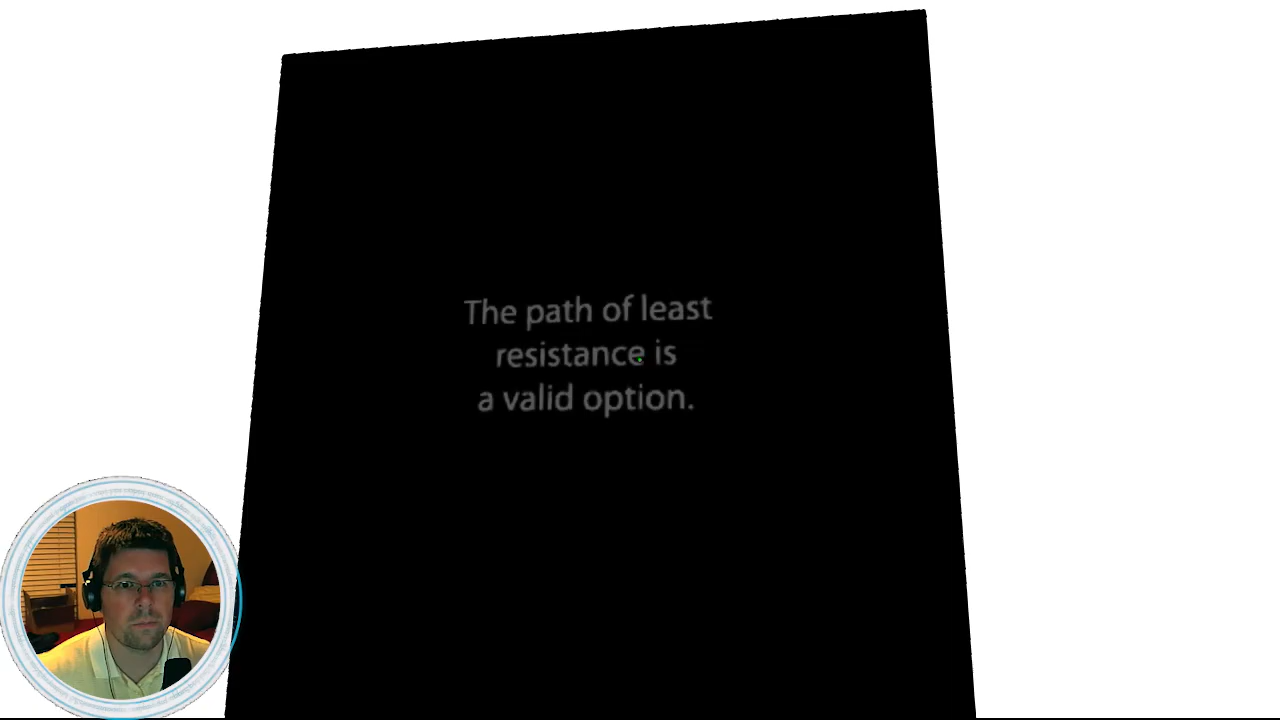 The path of least
resistance is
a valid option.